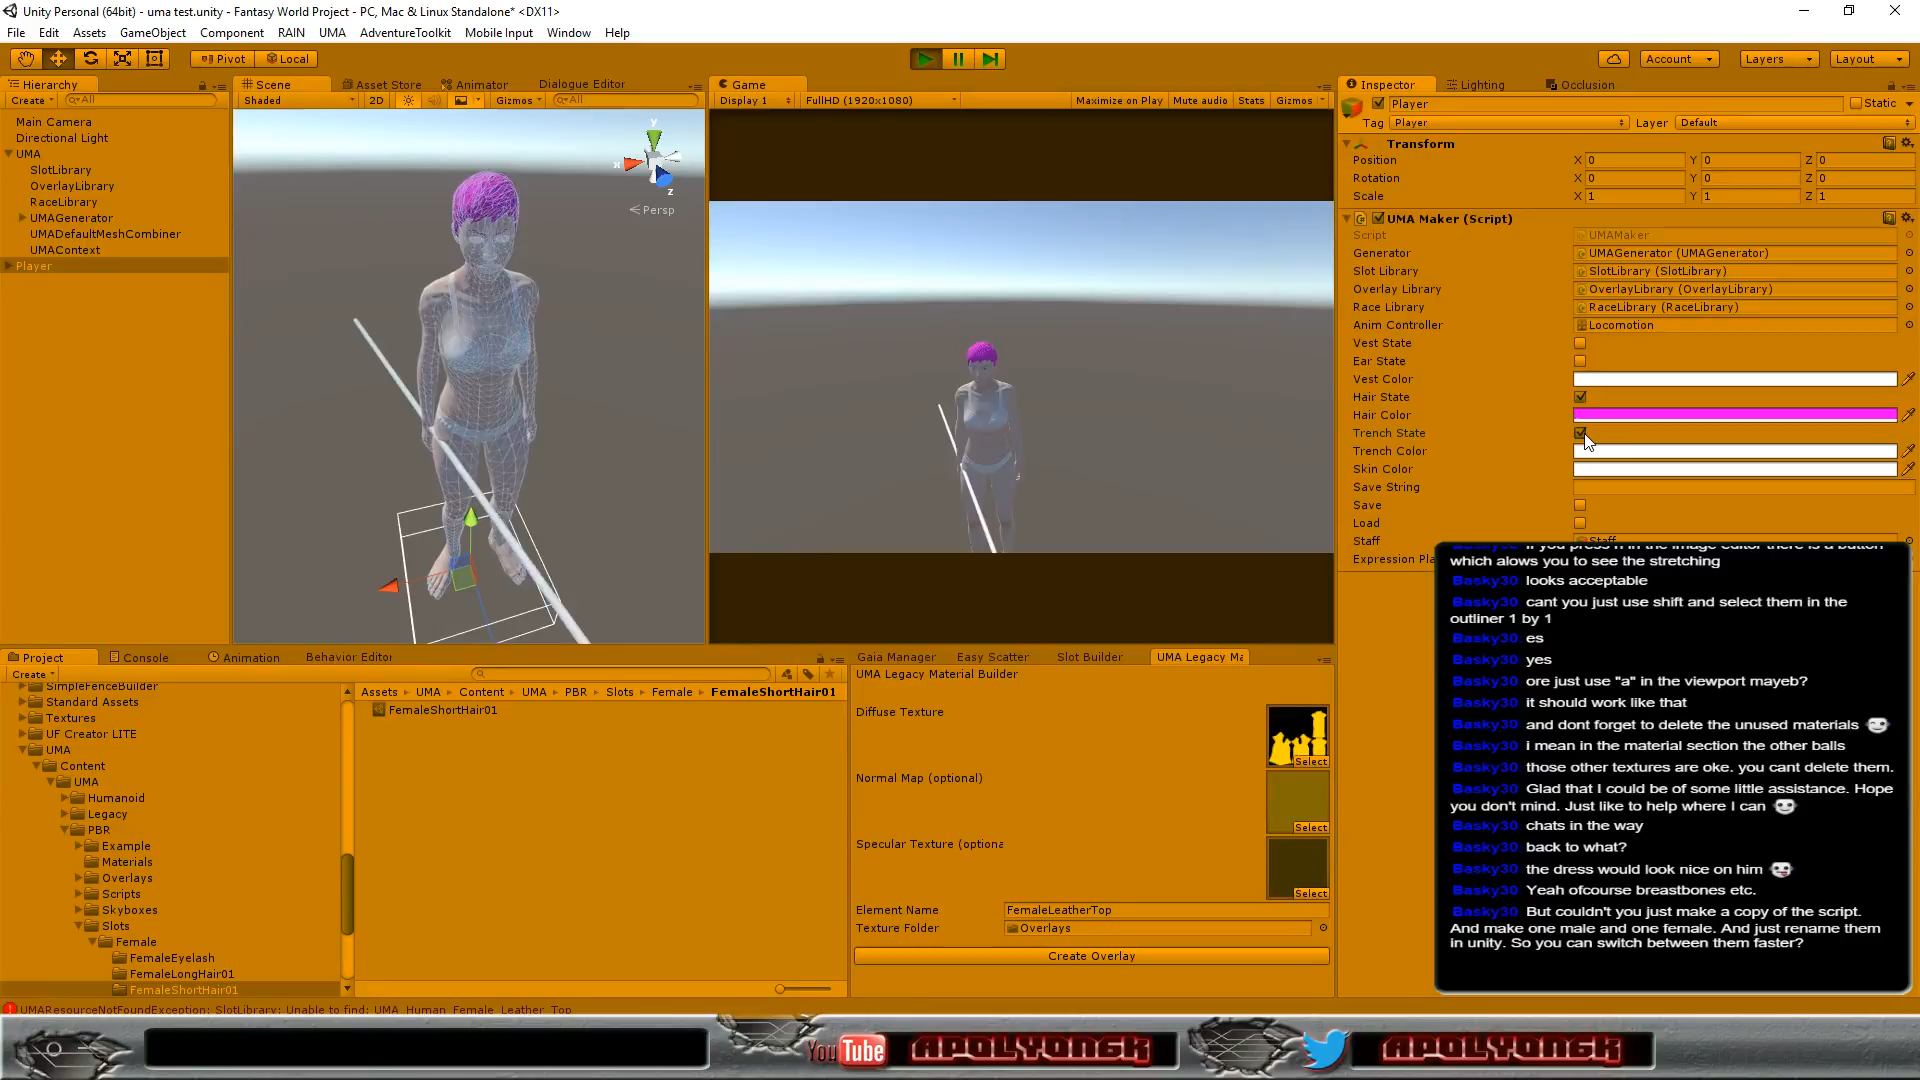 Unity Personal (64bit) - uma test.unity - Fantasy World Project - PC, Mac & Linux Standalone* <DX11>
File Edit Assets GameObject Component RAIN UMA AdventureToolkit Mobile Input Window Help
Pivot Local Account Layers Layout
Hierarchy
Create All
Main Camera
Directional Light
UMA
SlotLibrary
OverlayLibrary
RaceLibrary
UMAGenerator
UMADefaultMeshCombiner
UMAContext
Player
Scene Asset Store Animator Dialogue Editor
Shaded 2D Gizmos All
y
x
z
Persp
Game
Display 1 FullHD (1920x1080) Maximize on Play Mute audio Stats Gizmos
Inspector Lighting Occlusion
Player Static
Tag Player Layer Default
Transform
Position X 0 Y 0 Z 0
Rotation X 0 Y 0 Z 0
Scale X 1 Y 1 Z 1
UMA Maker (Script)
Script UMAMaker
Generator UMAGenerator (UMAGenerator)
Slot Library SlotLibrary (SlotLibrary)
Overlay Library OverlayLibrary (OverlayLibrary)
Race Library RaceLibrary (RaceLibrary)
Anim Controller Locomotion
Vest State
Ear State
Vest Color
Hair State
Hair Color
Trench State
Trench Color
Skin Color
Save String
Save
Load
Staff Staff
Expression Pla
Basky30 if you press n in the image editor there is a button
which alows you to see the stretching
Basky30 looks acceptable
Basky30 cant you just use shift and select them in the
outliner 1 by 1
Basky30 es
Basky30 yes
Basky30 ore just use "a" in the viewport mayeb?
Basky30 it should work like that
Basky30 and dont forget to delete the unused materials
Basky30 i mean in the material section the other balls
Basky30 those other textures are oke. you cant delete them.
Basky30 Glad that I could be of some little assistance. Hope
you don't mind. Just like to help where I can
Basky30 chats in the way
Basky30 back to what?
Basky30 the dress would look nice on him
Basky30 Yeah ofcourse breastbones etc.
Basky30 But couldn't you just make a copy of the script.
And make one male and one female. And just rename them
in unity. So you can switch between them faster?
Project Console Animation Behavior Editor
Create
SimpleFenceBuilder
Standard Assets
Textures
UF Creator LITE
UMA
Content
UMA
Humanoid
Legacy
PBR
Example
Materials
Overlays
Scripts
Skyboxes
Slots
Female
FemaleEyelash
FemaleLongHair01
FemaleShortHair01
Assets UMA Content UMA PBR Slots Female FemaleShortHair01
FemaleShortHair01
Gaia Manager Easy Scatter Slot Builder UMA Legacy Ma
UMA Legacy Material Builder
Diffuse Texture
Select
Normal Map (optional)
Select
Specular Texture (optiona
Select
Element Name FemaleLeatherTop
Texture Folder Overlays
Create Overlay
UMAResourceNotFoundException: SlotLibrary: Unable to find: UMA_Human_Female_Leather_Top
YouTube APOLYON6K APOLYON6K